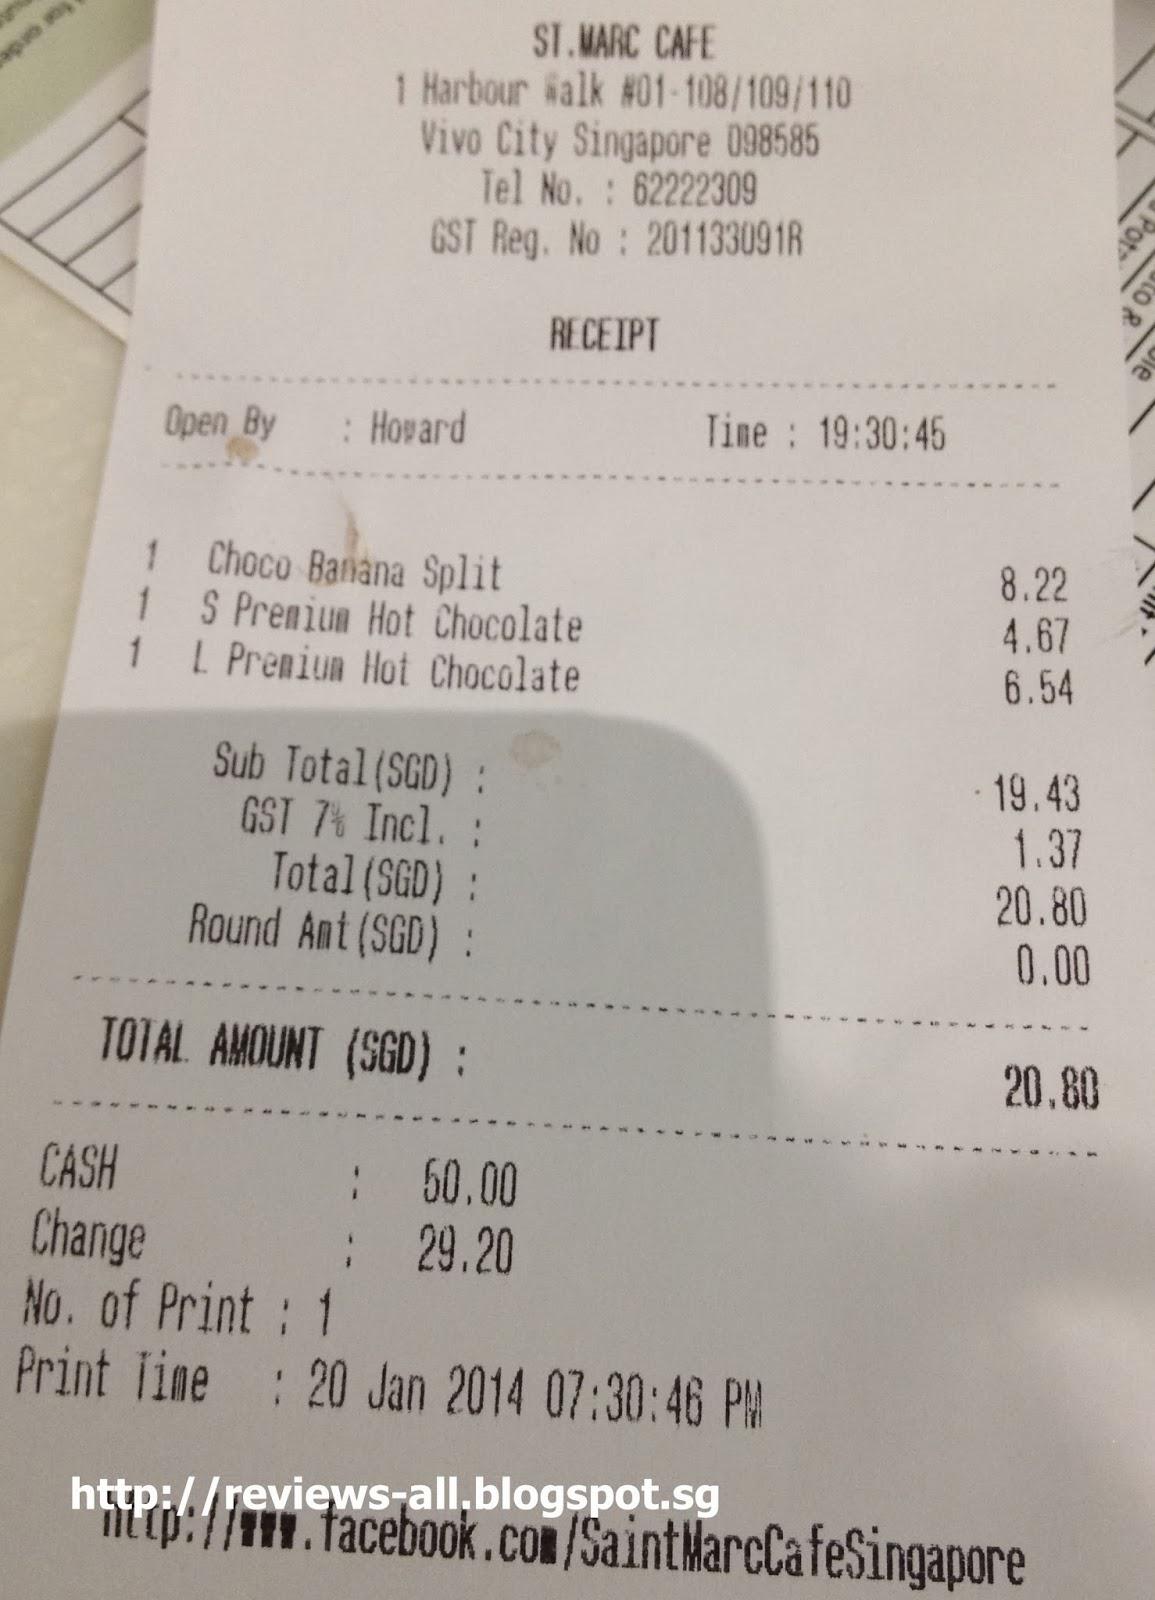 ST.MARC CAFE
1 Harbour Walk #01-108/109/110
Vivo City Singapore 098585
Tel No. : 62222309
GST Reg. No : 201133091R
RECEIPT
Open By : Howard Time : 19:30:45
1 Choco Banana Split 8.22
1 S Premium Hot Chocolate 4.67
1 L Premium Hot Chocolate 6.54
Sub Total(SGD) : 19.43
GST 7% Incl. : 1.37
Total(SGD) : 20.80
Round Amt(SGD) : 0.00
TOTAL AMOUNT (SGD) : 20.80
CASH : 50.00
Change : 29.20
No. of Print : 1
Print Time : 20 Jan 2014 07:30:46 PM
http://reviews-all.blogspot.sg
http://www.facebook.com/SaintMarcCafeSingapore